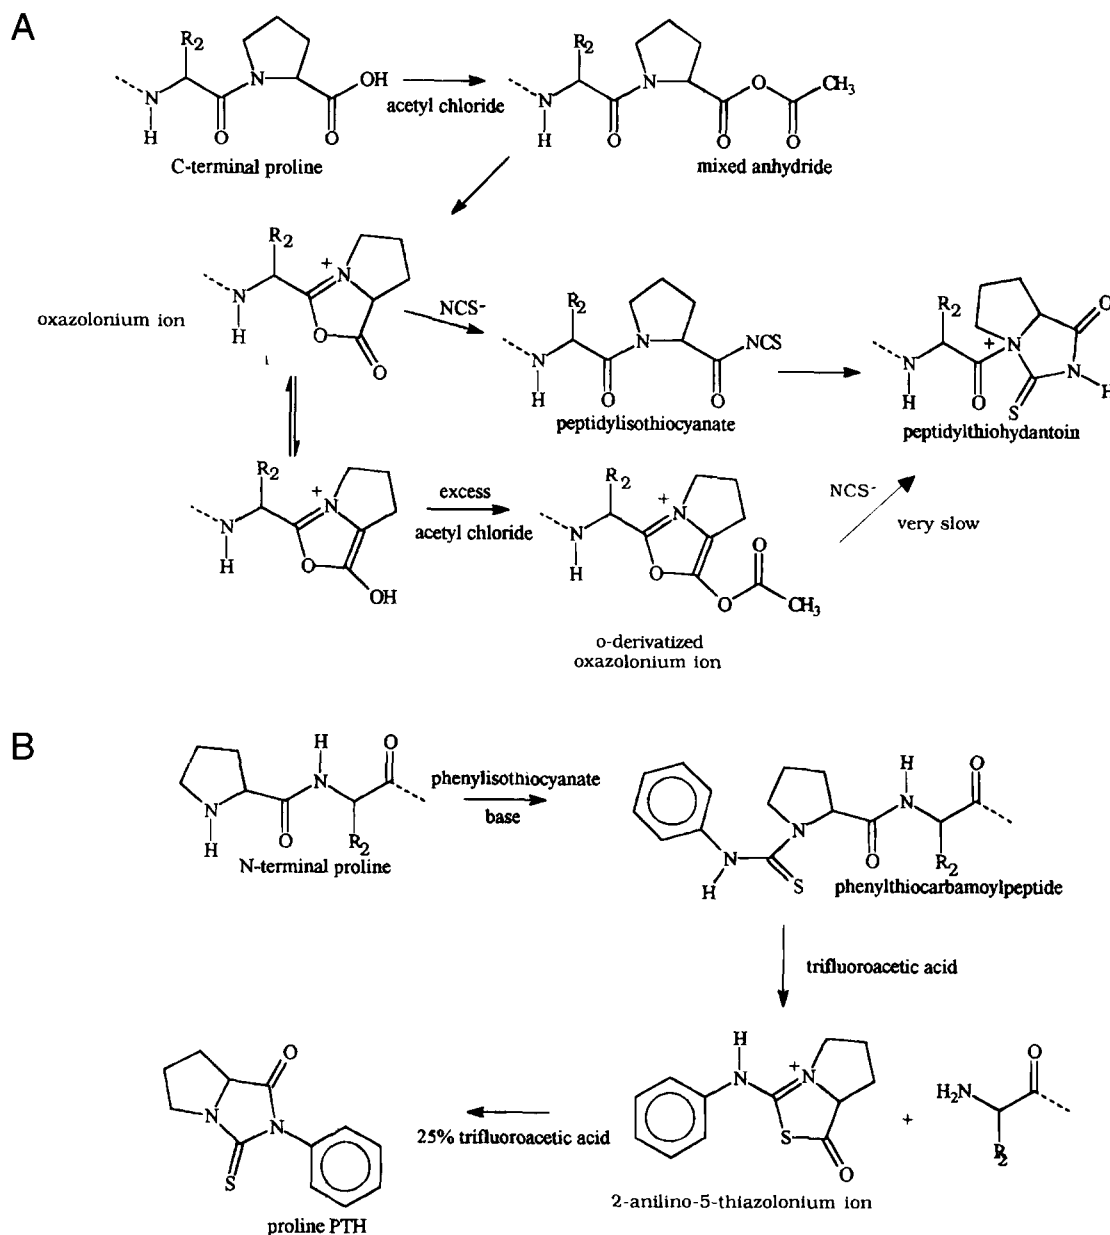 A
R2
N
H
O
N
OH
O
C-terminal proline
acetyl chloride
R2
N
H
O
N
O
O
O
CH3
mixed anhydride
oxazolonium ion
R2
N
H
+
N
O
O
NCS-
R2
N
H
O
N
O
NCS
peptidylisothiocyanate
R2
N
H
O
+
N
O
N
H
S
peptidylthiohydantoin
R2
N
H
+
N
O
OH
excess
acetyl chloride
R2
N
H
+
N
O
O
O
CH3
o-derivatized
oxazolonium ion
NCS-
very slow
B
N
H
O
H
N
R2
O
N-terminal proline
phenylisothiocyanate
base
N
H
S
N
O
H
N
R2
O
phenylthiocarbamoylpeptide
trifluoroacetic acid
H
N
+
N
S
O
2-anilino-5-thiazolonium ion
+
H2N
R2
O
25% trifluoroacetic acid
O
N
N
S
proline PTH